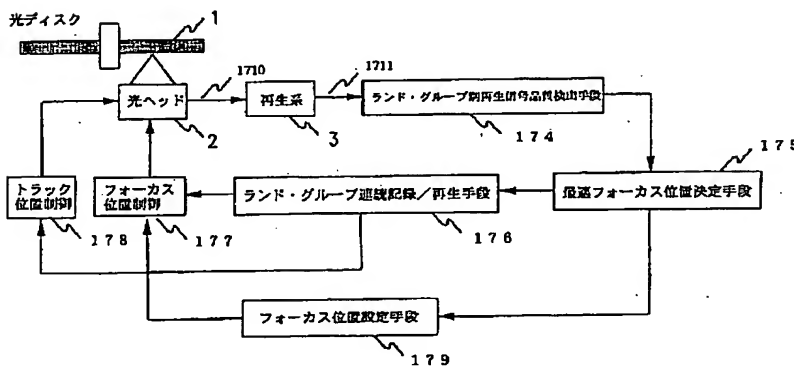 光ディスク
1
1710
1711
光ヘッド
2
再生系
3
ランド・グループ別再生信号品質検出手段
174
175
トラック
位置制御
178
フォーカス
位置制御
177
ランド・グループ連続記録／再生手段
176
最適フォーカス位置決定手段
フォーカス位置設定手段
179